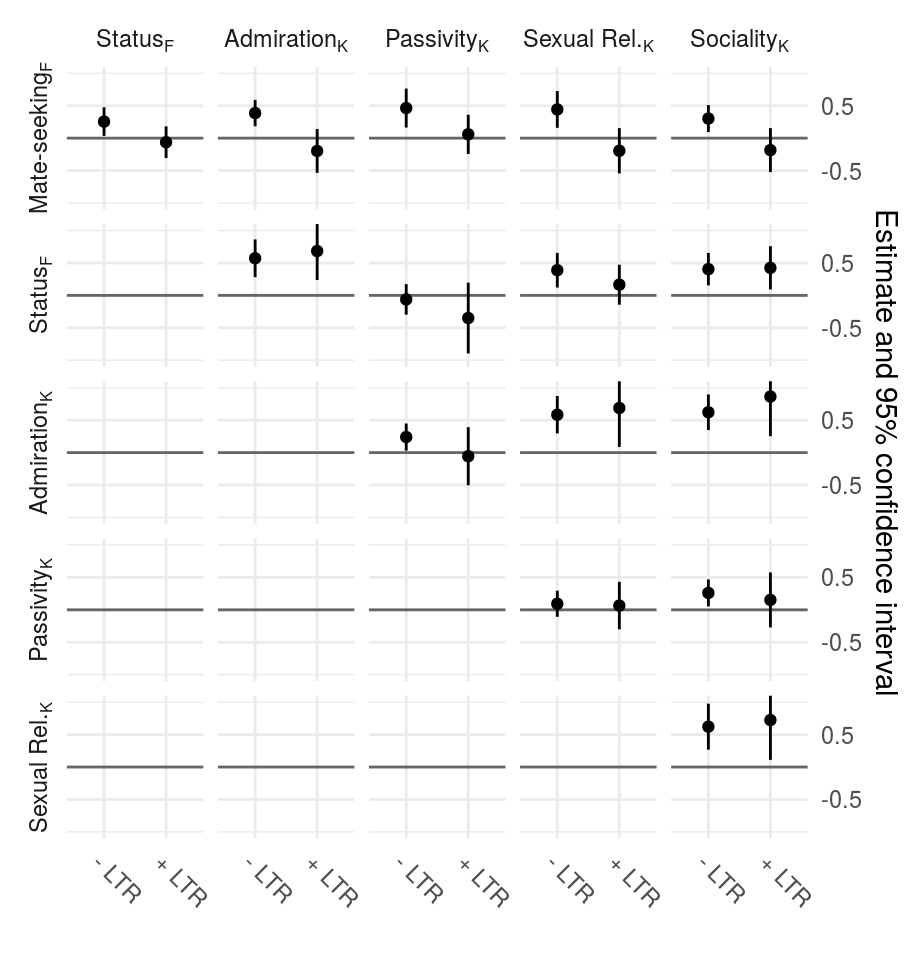 Status_F Admiration_K Passivity_K Sexual Rel._K Sociality_K
Mate-seeking_F
0.5
-0.5
Status_F
0.5
-0.5
Admiration_K
0.5
-0.5
Passivity_K
0.5
-0.5
Sexual Rel._K
0.5
-0.5
Estimate and 95% confidence interval
- LTR + LTR - LTR + LTR - LTR + LTR - LTR + LTR - LTR + LTR